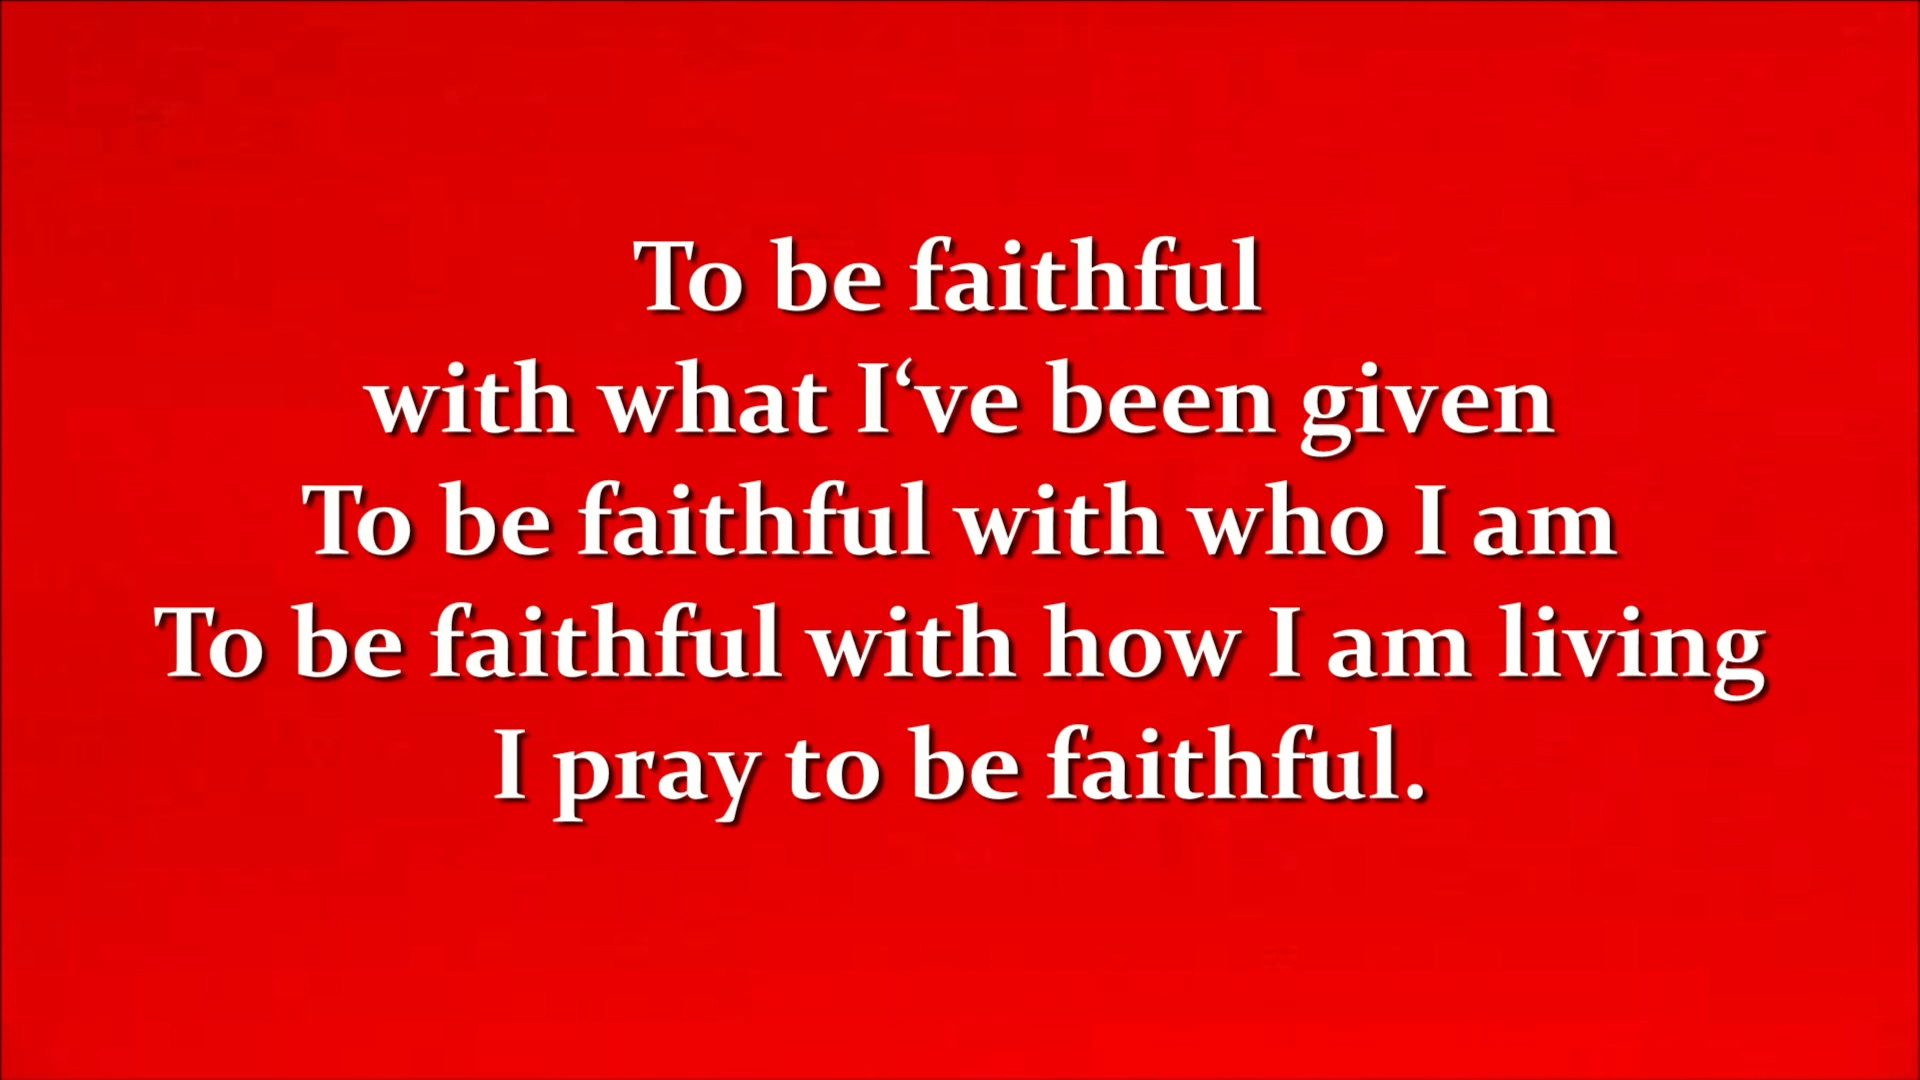 To be faithful
with what I‘ve been given
To be faithful with who I am
To be faithful with how I am living
I pray to be faithful.